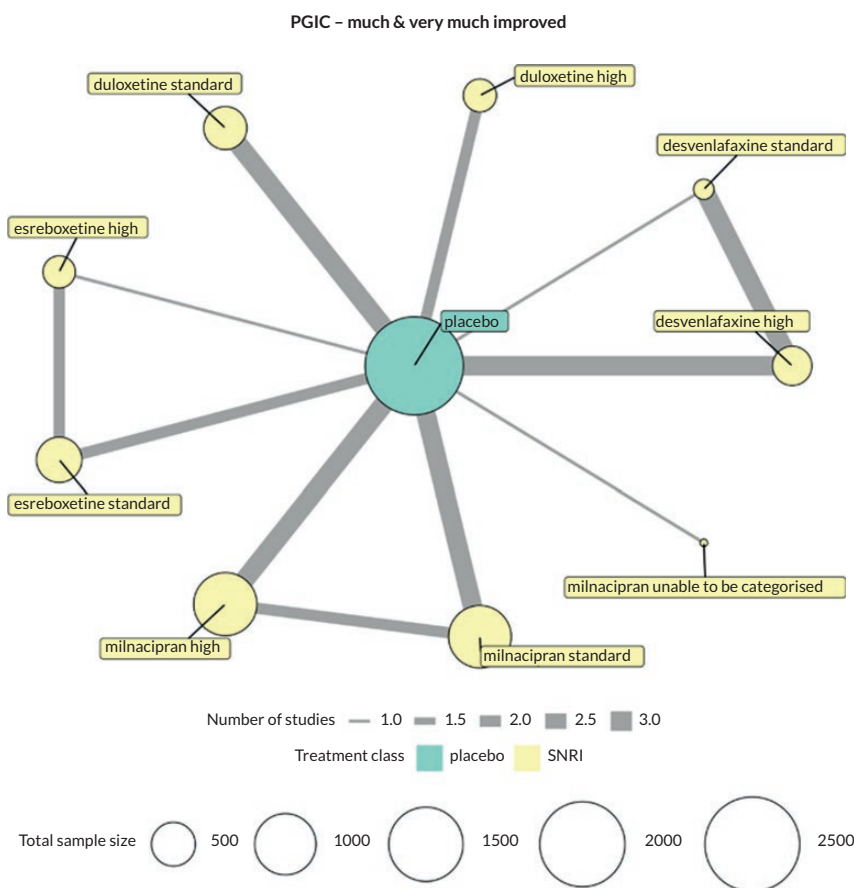 PGIC – much & very much improved
duloxetine standard
duloxetine high
desvenlafaxine standard
esreboxetine high
placebo
desvenlafaxine high
esreboxetine standard
milnacipran unable to be categorised
milnacipran high
milnacipran standard
Number of studies 1.0 1.5 2.0 2.5 3.0
Treatment class placebo SNRI
Total sample size 500 1000 1500 2000 2500